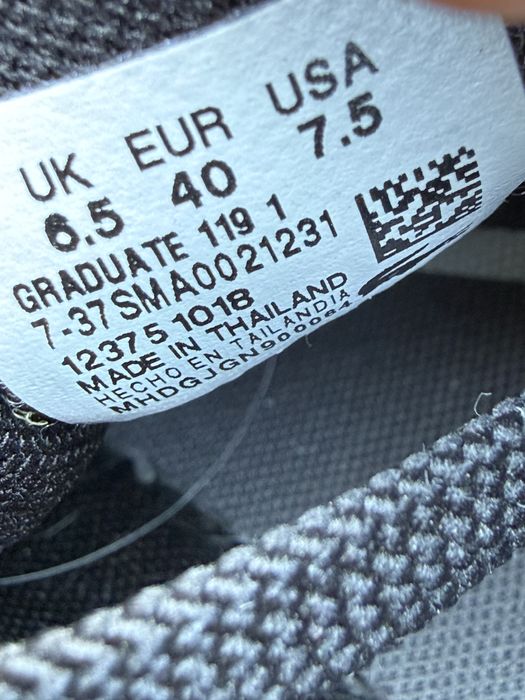 UK EUR USA
6.5 40 7.5
GRADUATE 119 1
7-37SMA0021231
12375 1018
MADE IN THAILAND
HECHO EN TAILANDIA